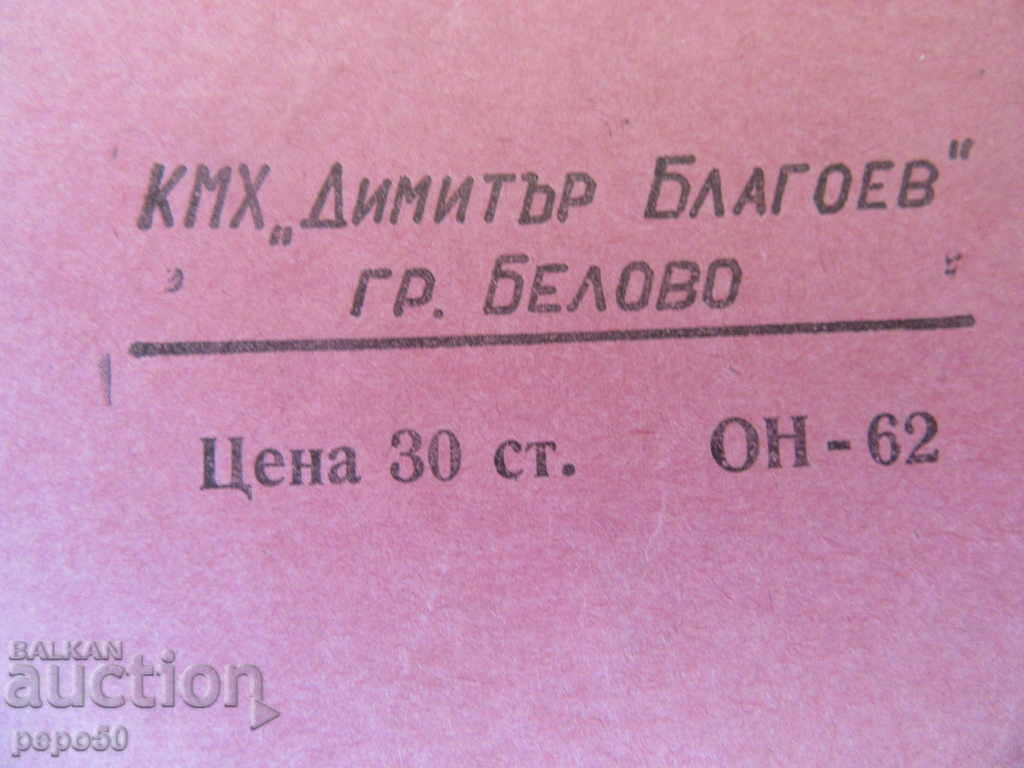 КМХ „ДИМИТЪР БЛАГОЕВ"
ГР. БЕЛОВО
Цена 30 ст. ОН-62
BALKAN
auction
pepo50